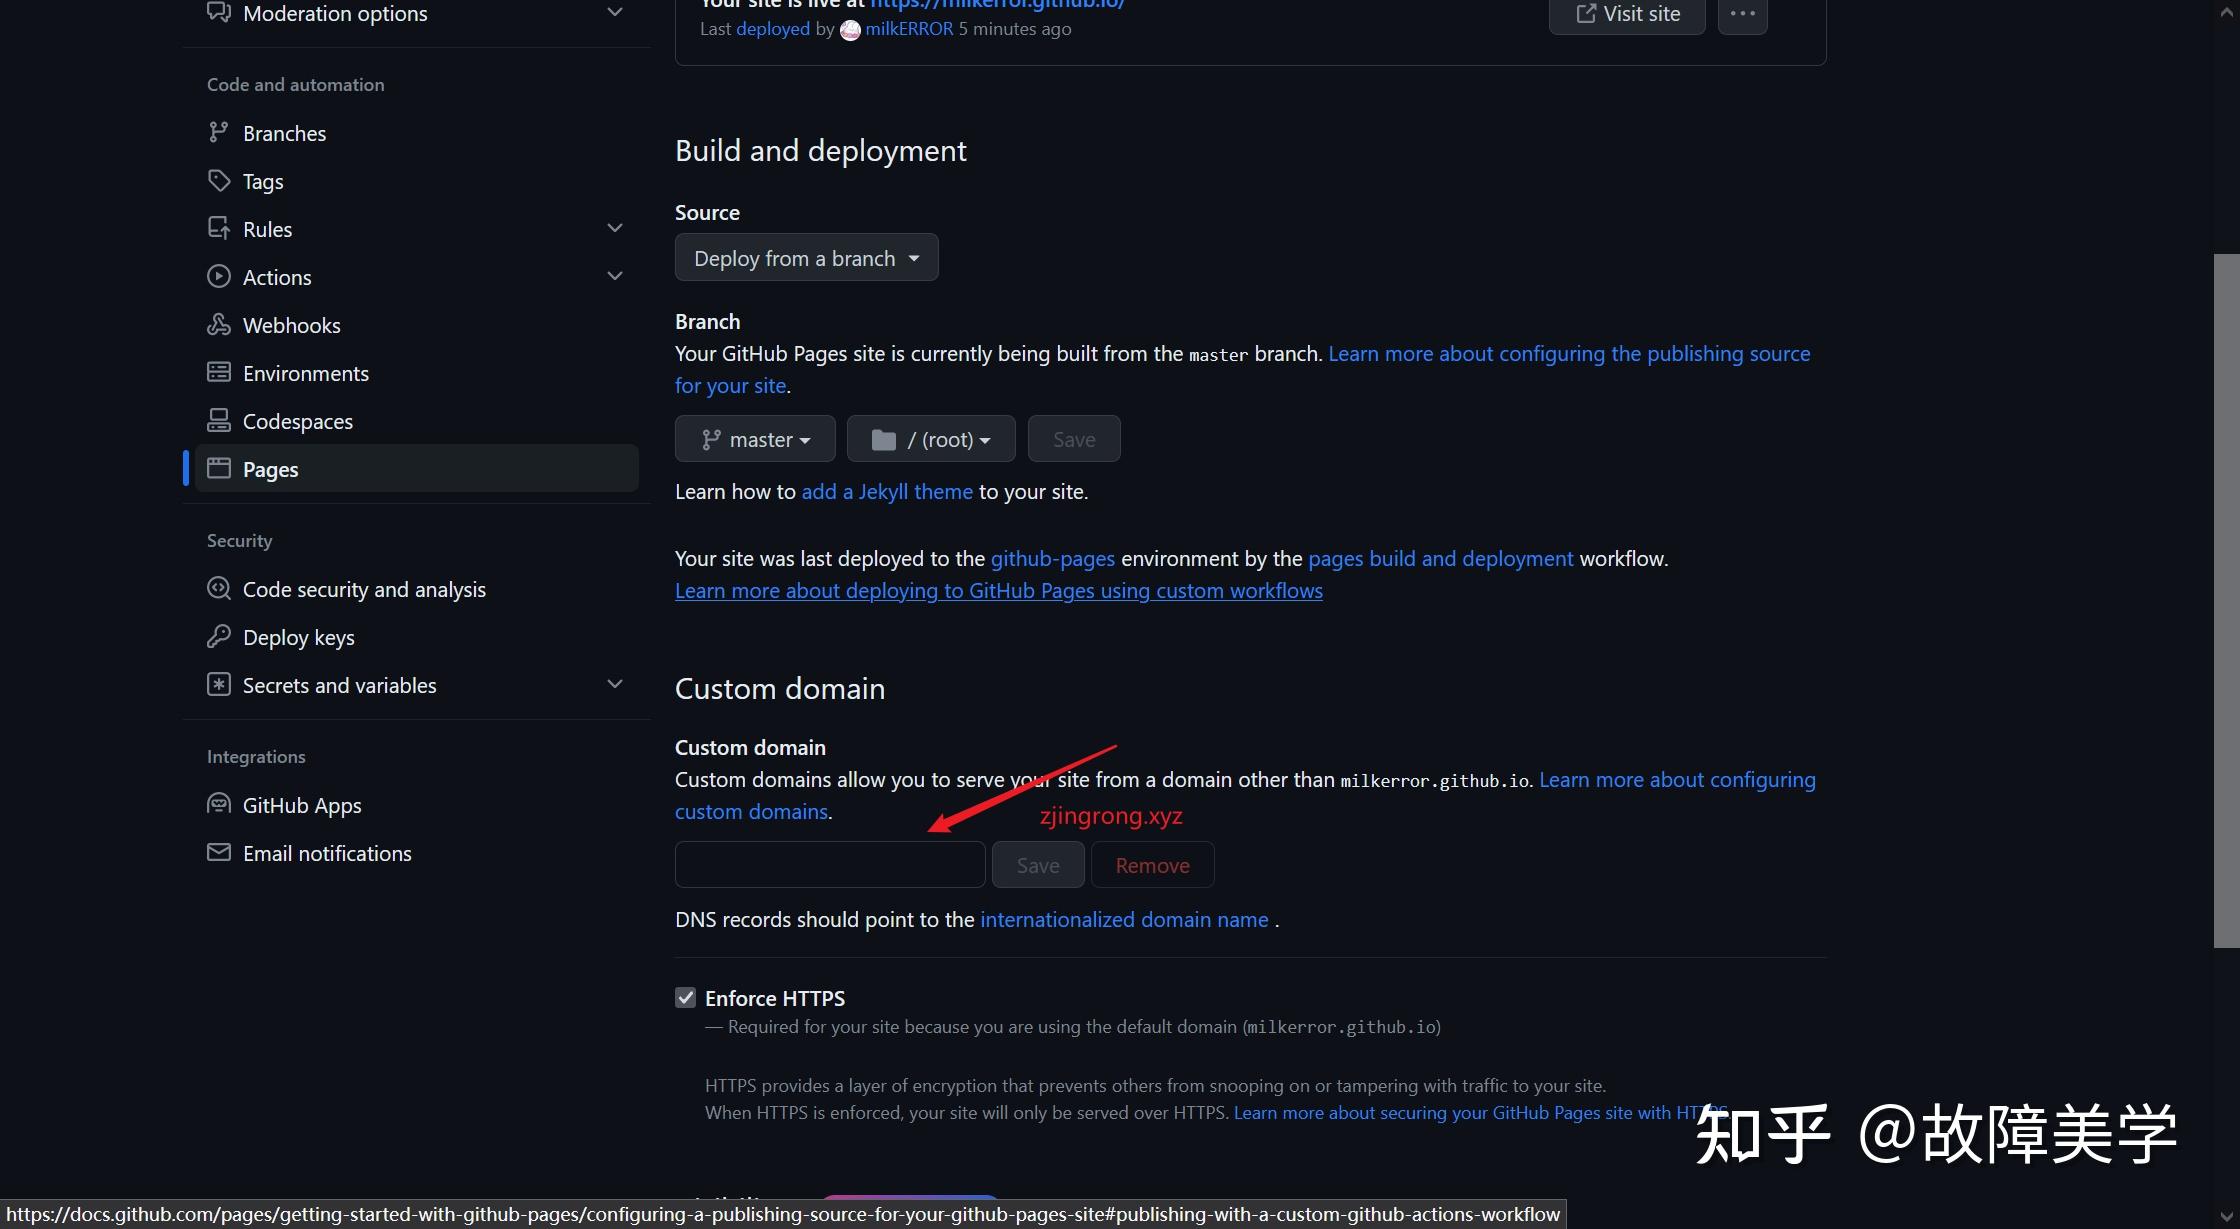 Moderation options
Your site is live at https://milkerror.github.io/
Last deployed by milkERROR 5 minutes ago
Visit site
Code and automation
Branches
Tags
Rules
Actions
Webhooks
Environments
Codespaces
Pages
Security
Code security and analysis
Deploy keys
Secrets and variables
Integrations
GitHub Apps
Email notifications
Build and deployment
Source
Deploy from a branch
Branch
Your GitHub Pages site is currently being built from the master branch. Learn more about configuring the publishing source
for your site.
master
/ (root)
Save
Learn how to add a Jekyll theme to your site.
Your site was last deployed to the github-pages environment by the pages build and deployment workflow.
Learn more about deploying to GitHub Pages using custom workflows
Custom domain
Custom domain
Custom domains allow you to serve your site from a domain other than milkerror.github.io. Learn more about configuring
custom domains.
zjingrong.xyz
Save
Remove
DNS records should point to the internationalized domain name .
Enforce HTTPS
— Required for your site because you are using the default domain (milkerror.github.io)
HTTPS provides a layer of encryption that prevents others from snooping on or tampering with traffic to your site.
When HTTPS is enforced, your site will only be served over HTTPS. Learn more about securing your GitHub Pages site with HTTPS.
知乎 @故障美学
https://docs.github.com/pages/getting-started-with-github-pages/configuring-a-publishing-source-for-your-github-pages-site#publishing-with-a-custom-github-actions-workflow